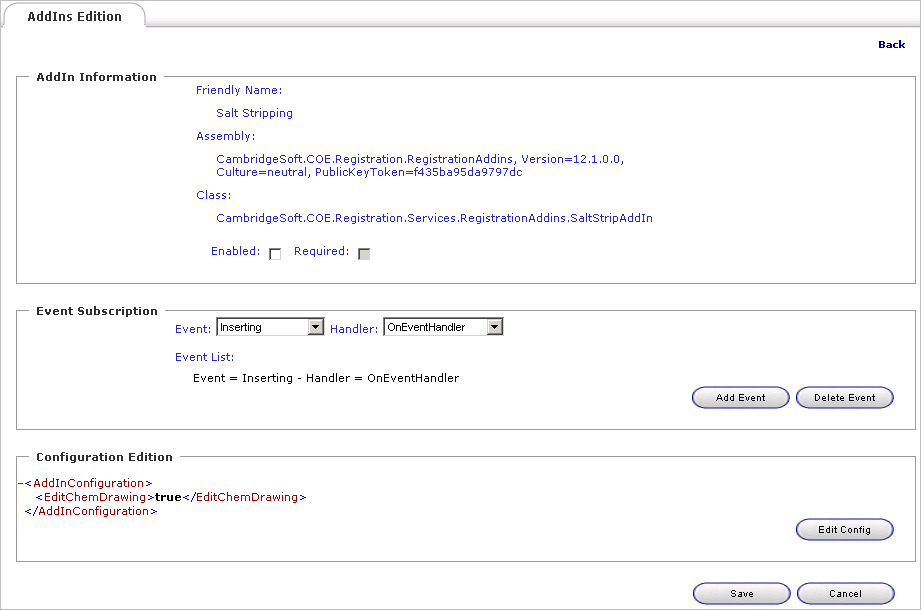 AddIns Edition
Back
AddIn Information
Friendly Name:
Salt Stripping
Assembly:
CambridgeSoft.COE.Registration.RegistrationAddins, Version=12.1.0.0,
Culture=neutral, PublicKeyToken=f435ba95da9797dc
Class:
CambridgeSoft.COE.Registration.Services.RegistrationAddins.SaltStripAddIn
Enabled: Required:
Event Subscription
Event: Inserting Handler: OnEventHandler
Event List:
Event = Inserting - Handler = OnEventHandler
Add Event Delete Event
Configuration Edition
-<AddInConfiguration>
<EditChemDrawing>true</EditChemDrawing>
</AddInConfiguration>
Edit Config
Save Cancel